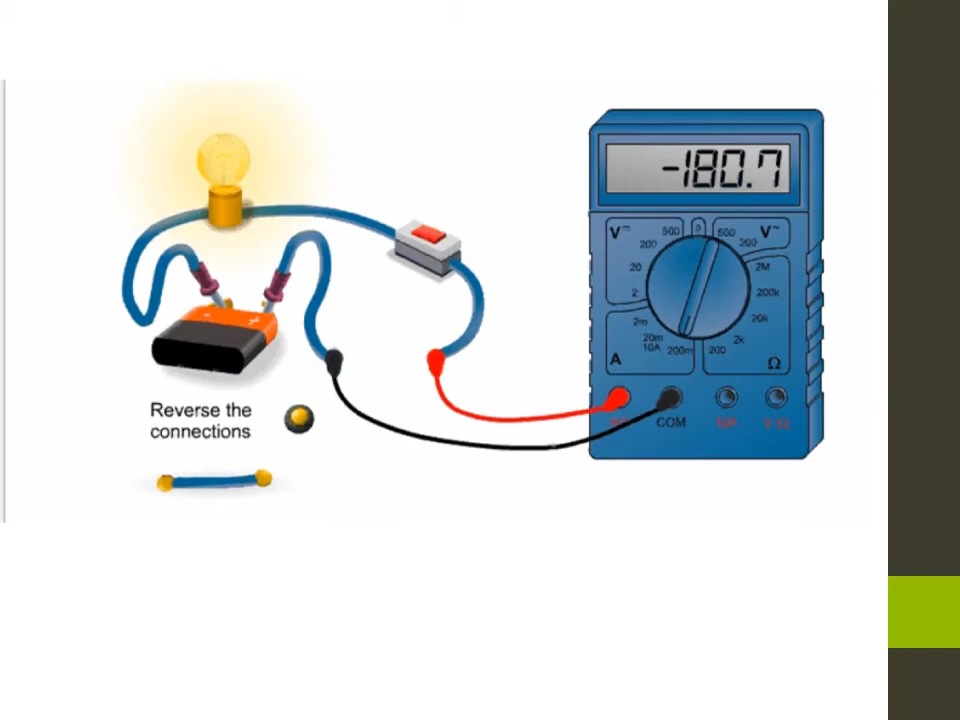 -180.7
V
500
0
500
V~
200
200
20
2M
2
200k
2m
20k
20m
10A
200m
200
2k
A
Ω
COM
Reverse the
connections
+